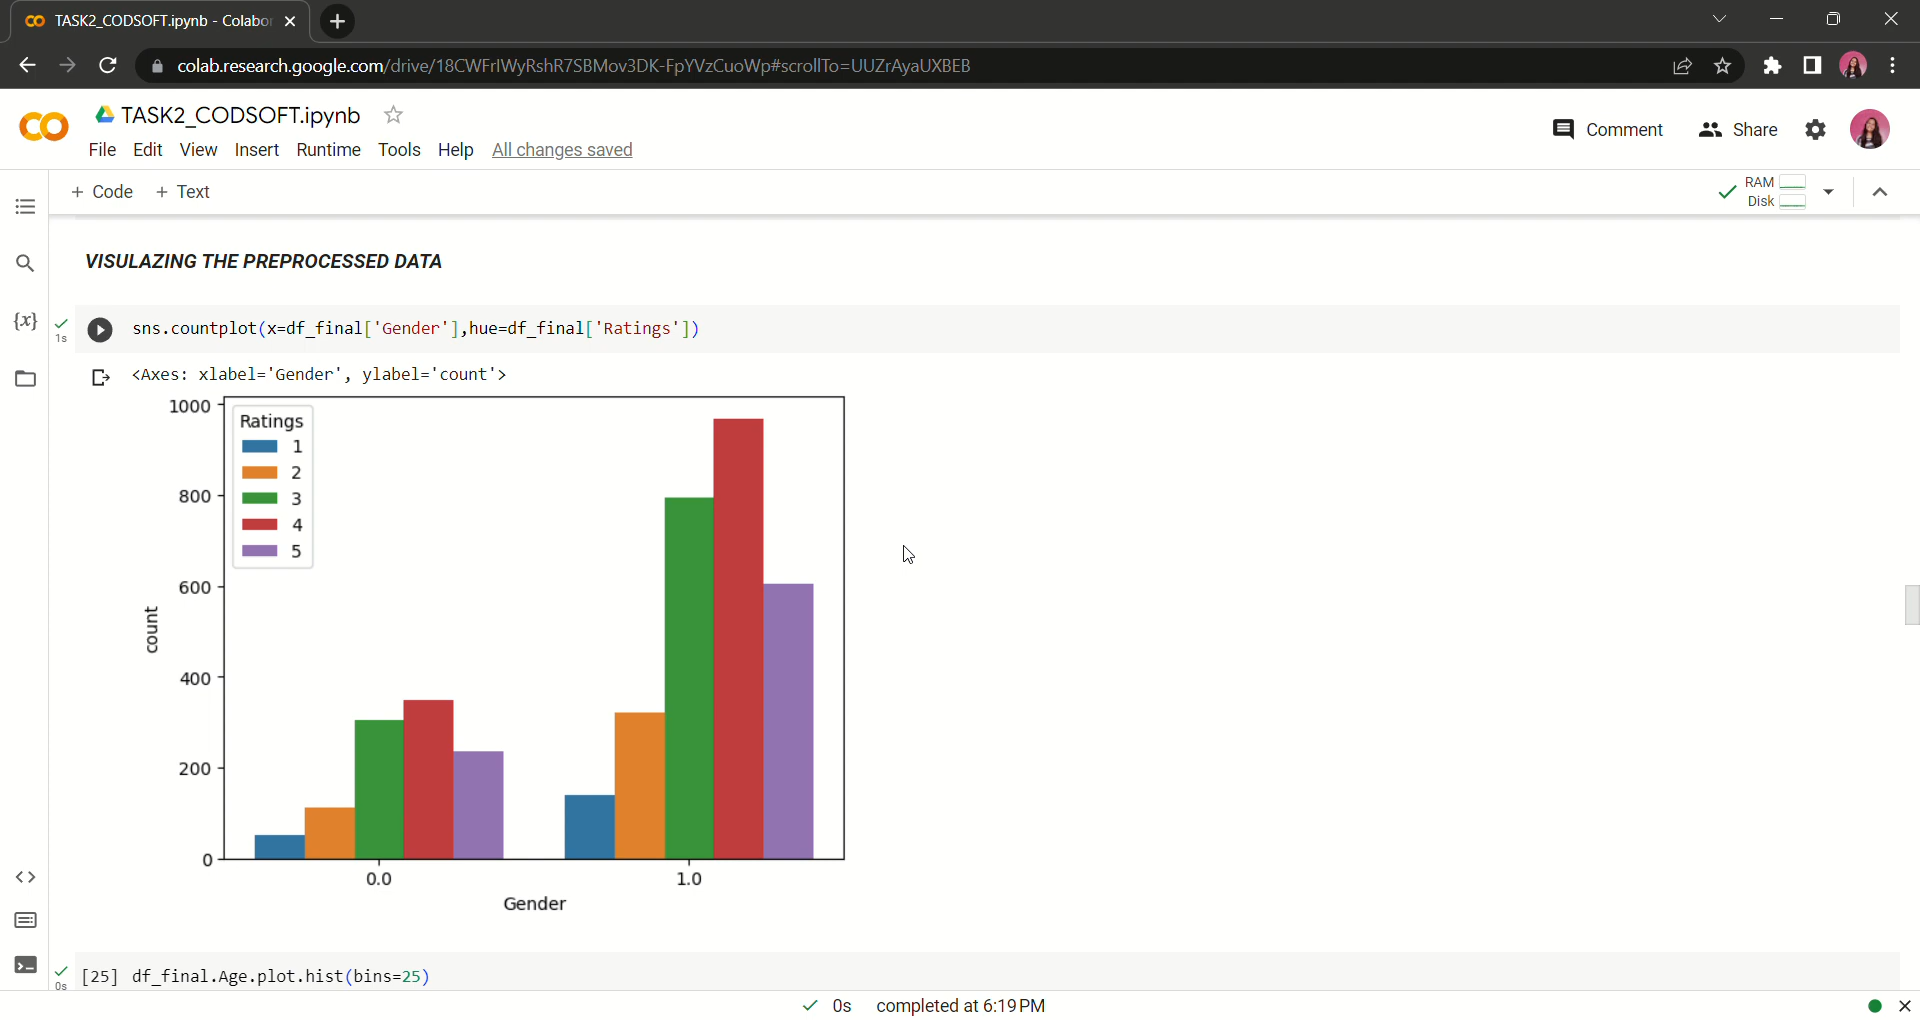 TASK2_CODSOFT.ipynb - Colabor
colab.research.google.com/drive/18CWFrIWyRshR7SBMov3DK-FpYVzCuoWp#scrollTo=UUZrAyaUXBEB
TASK2_CODSOFT.ipynb
Comment Share
File Edit View Insert Runtime Tools Help All changes saved
+ Code + Text
RAM
Disk
VISULAZING THE PREPROCESSED DATA
{x}
1s
sns.countplot(x=df_final['Gender'],hue=df_final['Ratings'])
<Axes: xlabel='Gender', ylabel='count'>
1000
800
600
400
200
0
count
Ratings
1
2
3
4
5
0.0 1.0
Gender
0s
[25] df_final.Age.plot.hist(bins=25)
0s completed at 6:19 PM